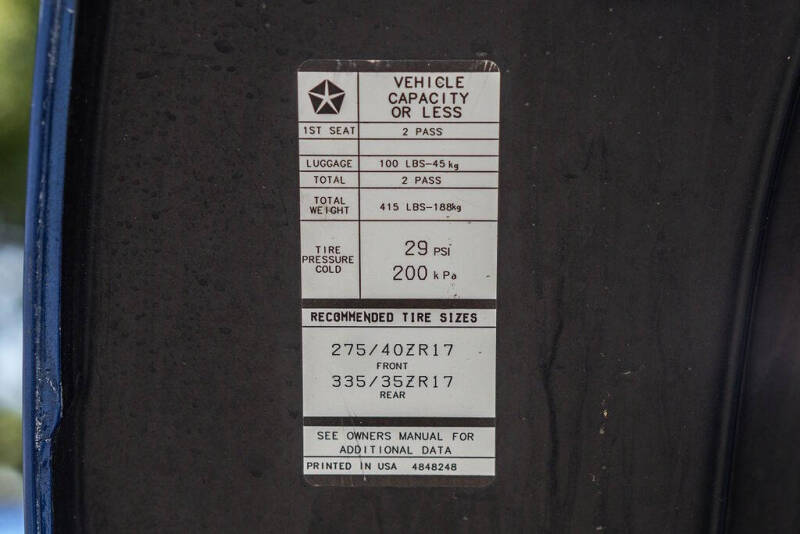 VEHICLE
CAPACITY
OR LESS
1ST SEAT 2 PASS
LUGGAGE 100 LBS-45kg
TOTAL 2 PASS
TOTAL
WEIGHT 415 LBS-188kg
TIRE
PRESSURE
COLD
29 PSI
200 kPa
RECOMMENDED TIRE SIZES
275/40ZR17
FRONT
335/35ZR17
REAR
SEE OWNERS MANUAL FOR
ADDITIONAL DATA
PRINTED IN USA 4848248